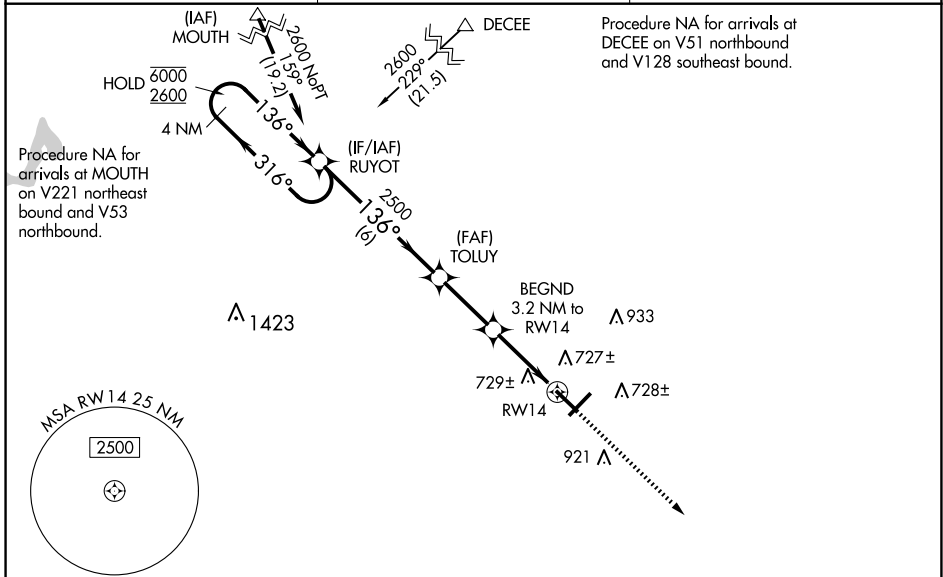 (IAF)
MOUTH
2600 NoPT
159°
(19.2)
DECEE
2600
229°
(21.5)
Procedure NA for arrivals at
DECEE on V51 northbound
and V128 southeast bound.
HOLD 6000
2600
4 NM
136°
316°
(IF/IAF)
RUYOT
Procedure NA for
arrivals at MOUTH
on V221 northeast
bound and V53
northbound.
2500
136°
(6)
(FAF)
TOLUY
BEGND
3.2 NM to
RW14
933
1423
727±
729±
728±
RW14
921
MSA RW14 25 NM
2500